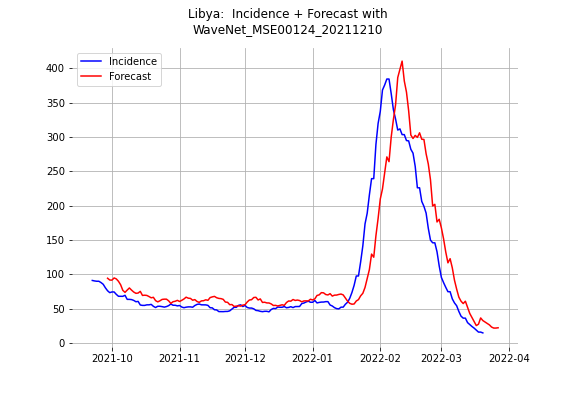 Libya:  Incidence + Forecast with
WaveNet_MSE00124_20211210
Incidence
Forecast
400
350
300
250
200
150
100
50
0
2021-10 2021-11 2021-12 2022-01 2022-02 2022-03 2022-04